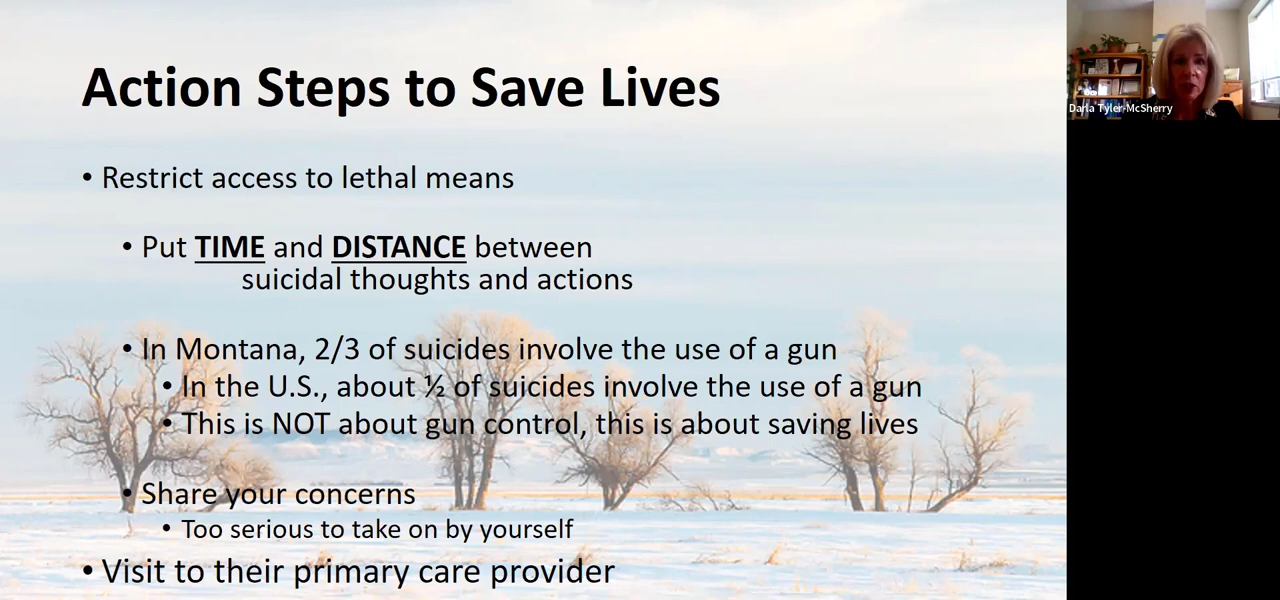 Action Steps to Save Lives
• Restrict access to lethal means
• Put TIME and DISTANCE between
suicidal thoughts and actions
• In Montana, 2/3 of suicides involve the use of a gun
• In the U.S., about ½ of suicides involve the use of a gun
• This is NOT about gun control, this is about saving lives
• Share your concerns
• Too serious to take on by yourself
• Visit to their primary care provider
Darla Tyler-McSherry